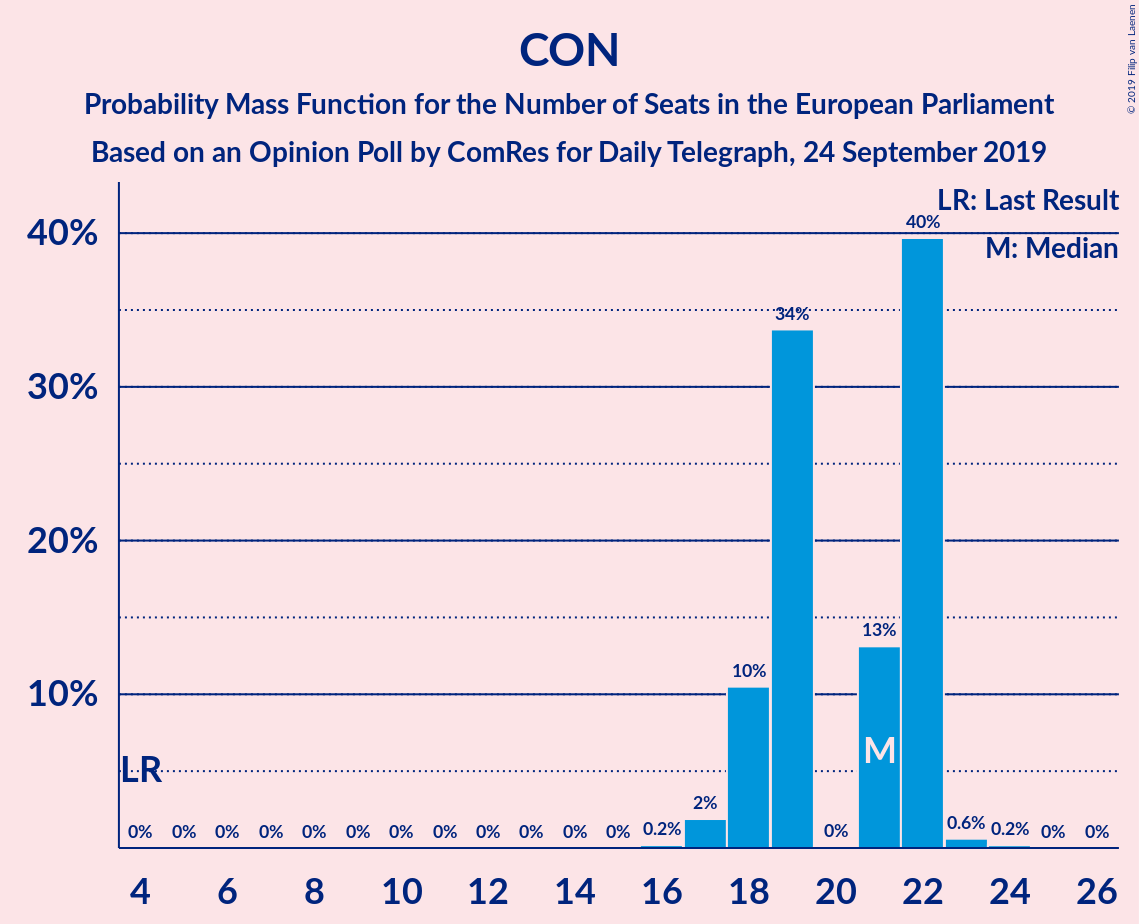 CON
Probability Mass Function for the Number of Seats in the European Parliament
Based on an Opinion Poll by ComRes for Daily Telegraph, 24 September 2019
© 2019 Filip van Laenen
LR: Last Result
M: Median
40%
30%
20%
10%
LR
0% 0% 0% 0% 0% 0% 0% 0% 0% 0% 0% 0% 0.2% 2% 10% 34% 0% 13% 40% 0.6% 0.2% 0% 0%
M
4 6 8 10 12 14 16 18 20 22 24 26